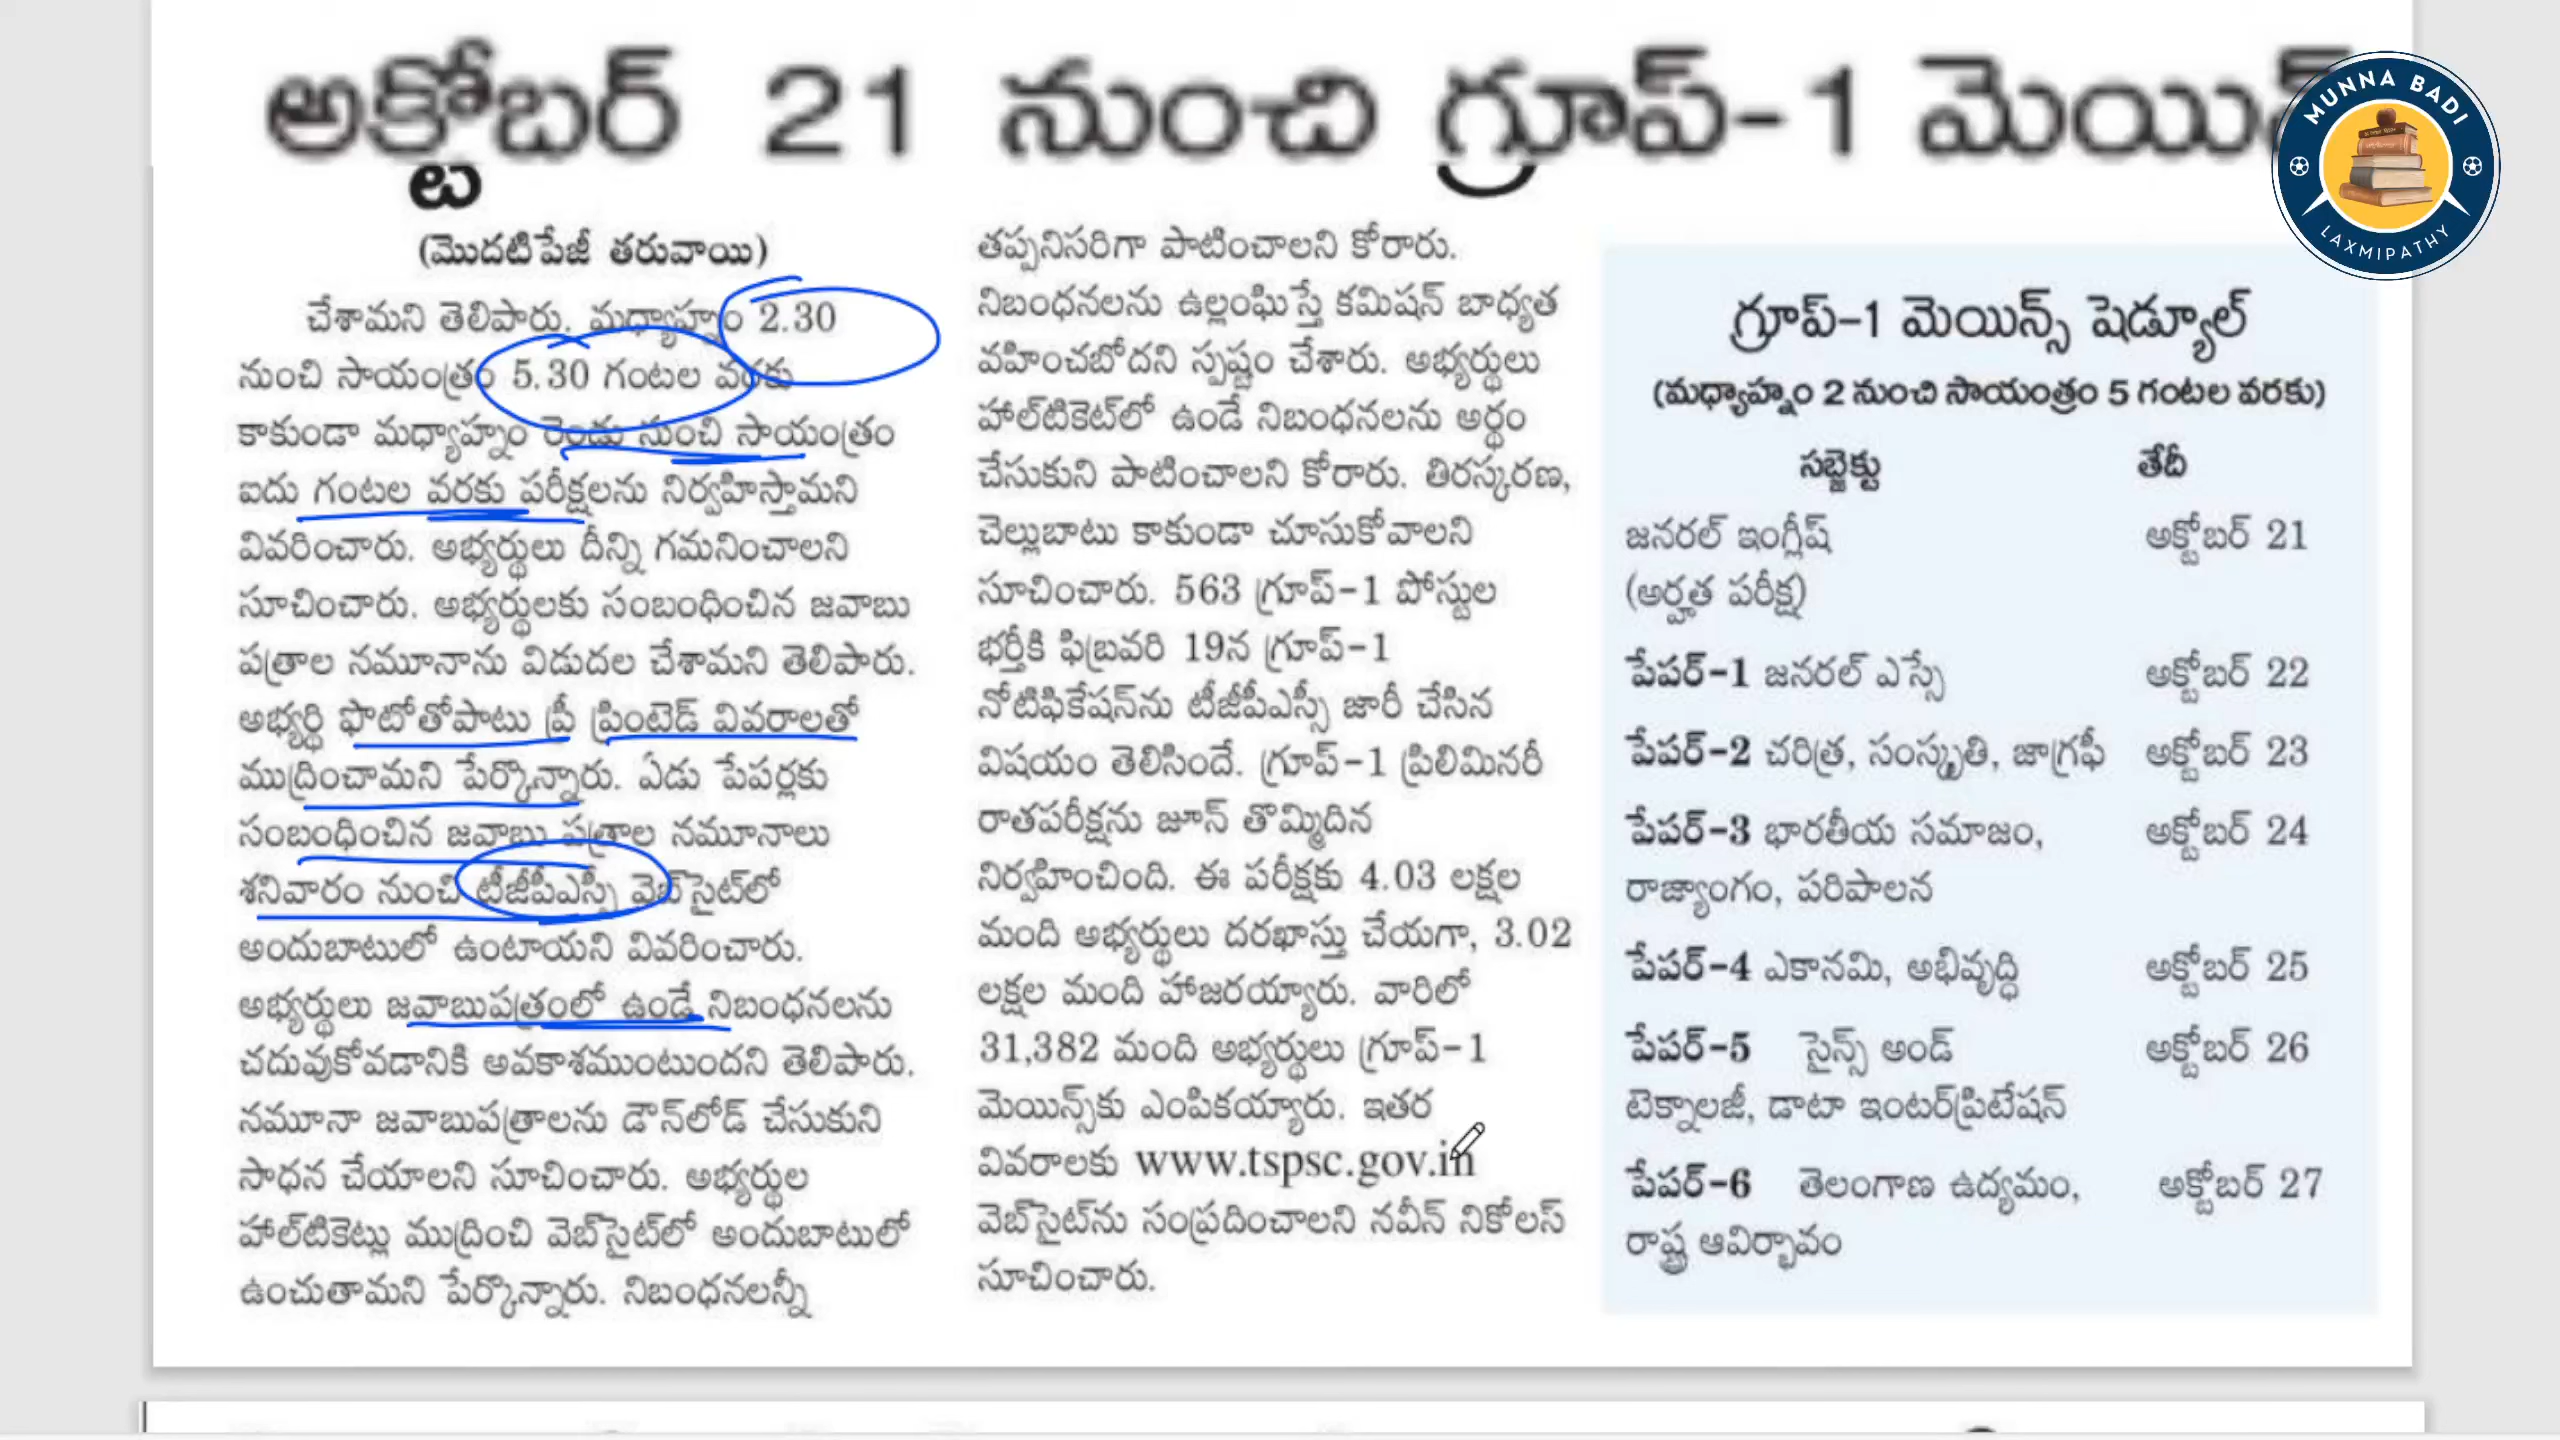 అక్టోబర్ 21 నుంచి గ్రూప్-1 మెయిన్స్
MUNNA BADI
LAXMIPATHY
(మొదటిపేజీ తరువాయి)
చేశామని తెలిపారు. మధ్యాహ్నం 2.30
నుంచి సాయంత్రం 5.30 గంటల వరకు
కాకుండా మధ్యాహ్నం రెండు నుంచి సాయంత్రం
ఐదు గంటల వరకు పరీక్షలను నిర్వహిస్తామని
వివరించారు. అభ్యర్థులు దీన్ని గమనించాలని
సూచించారు. అభ్యర్థులకు సంబంధించిన జవాబు
పత్రాల నమూనాను విడుదల చేశామని తెలిపారు.
అభ్యర్థి ఫొటోతోపాటు ప్రీ ప్రింటెడ్ వివరాలతో
ముద్రించామని పేర్కొన్నారు. ఏడు పేపర్లకు
సంబంధించిన జవాబు పత్రాల నమూనాలు
శనివారం నుంచి టీజీపీఎస్సీ వెబ్‌సైట్‌లో
అందుబాటులో ఉంటాయని వివరించారు.
అభ్యర్థులు జవాబుపత్రంలో ఉండే నిబంధనలను
చదువుకోవడానికి అవకాశముంటుందని తెలిపారు.
నమూనా జవాబుపత్రాలను డౌన్‌లోడ్ చేసుకుని
సాధన చేయాలని సూచించారు. అభ్యర్థుల
హాల్‌టికెట్లు ముద్రించి వెబ్‌సైట్‌లో అందుబాటులో
ఉంచుతామని పేర్కొన్నారు. నిబంధనలన్నీ
తప్పనిసరిగా పాటించాలని కోరారు.
నిబంధనలను ఉల్లంఘిస్తే కమిషన్ బాధ్యత
వహించబోదని స్పష్టం చేశారు. అభ్యర్థులు
హాల్‌టికెట్‌లో ఉండే నిబంధనలను అర్థం
చేసుకుని పాటించాలని కోరారు. తిరస్కరణ,
చెల్లుబాటు కాకుండా చూసుకోవాలని
సూచించారు. 563 గ్రూప్-1 పోస్టుల
భర్తీకి ఫిబ్రవరి 19న గ్రూప్-1
నోటిఫికేషన్‌ను టీజీపీఎస్సీ జారీ చేసిన
విషయం తెలిసిందే. గ్రూప్-1 ప్రిలిమినరీ
రాతపరీక్షను జూన్ తొమ్మిదిన
నిర్వహించింది. ఈ పరీక్షకు 4.03 లక్షల
మంది అభ్యర్థులు దరఖాస్తు చేయగా, 3.02
లక్షల మంది హాజరయ్యారు. వారిలో
31,382 మంది అభ్యర్థులు గ్రూప్-1
మెయిన్స్‌కు ఎంపికయ్యారు. ఇతర
వివరాలకు www.tspsc.gov.in
వెబ్‌సైట్‌ను సంప్రదించాలని నవీన్ నికోలస్
సూచించారు.
గ్రూప్-1 మెయిన్స్ షెడ్యూల్
(మధ్యాహ్నం 2 నుంచి సాయంత్రం 5 గంటల వరకు)
సబ్జెక్టు తేదీ
జనరల్ ఇంగ్లీష్ అక్టోబర్ 21
(అర్హత పరీక్ష)
పేపర్-1 జనరల్ ఎస్సే అక్టోబర్ 22
పేపర్-2 చరిత్ర, సంస్కృతి, జాగ్రఫీ అక్టోబర్ 23
పేపర్-3 భారతీయ సమాజం, అక్టోబర్ 24
రాజ్యాంగం, పరిపాలన
పేపర్-4 ఎకానమి, అభివృద్ధి అక్టోబర్ 25
పేపర్-5 సైన్స్ అండ్ అక్టోబర్ 26
టెక్నాలజీ, డాటా ఇంటర్‌ప్రిటేషన్
పేపర్-6 తెలంగాణ ఉద్యమం, అక్టోబర్ 27
రాష్ట్ర ఆవిర్భావం